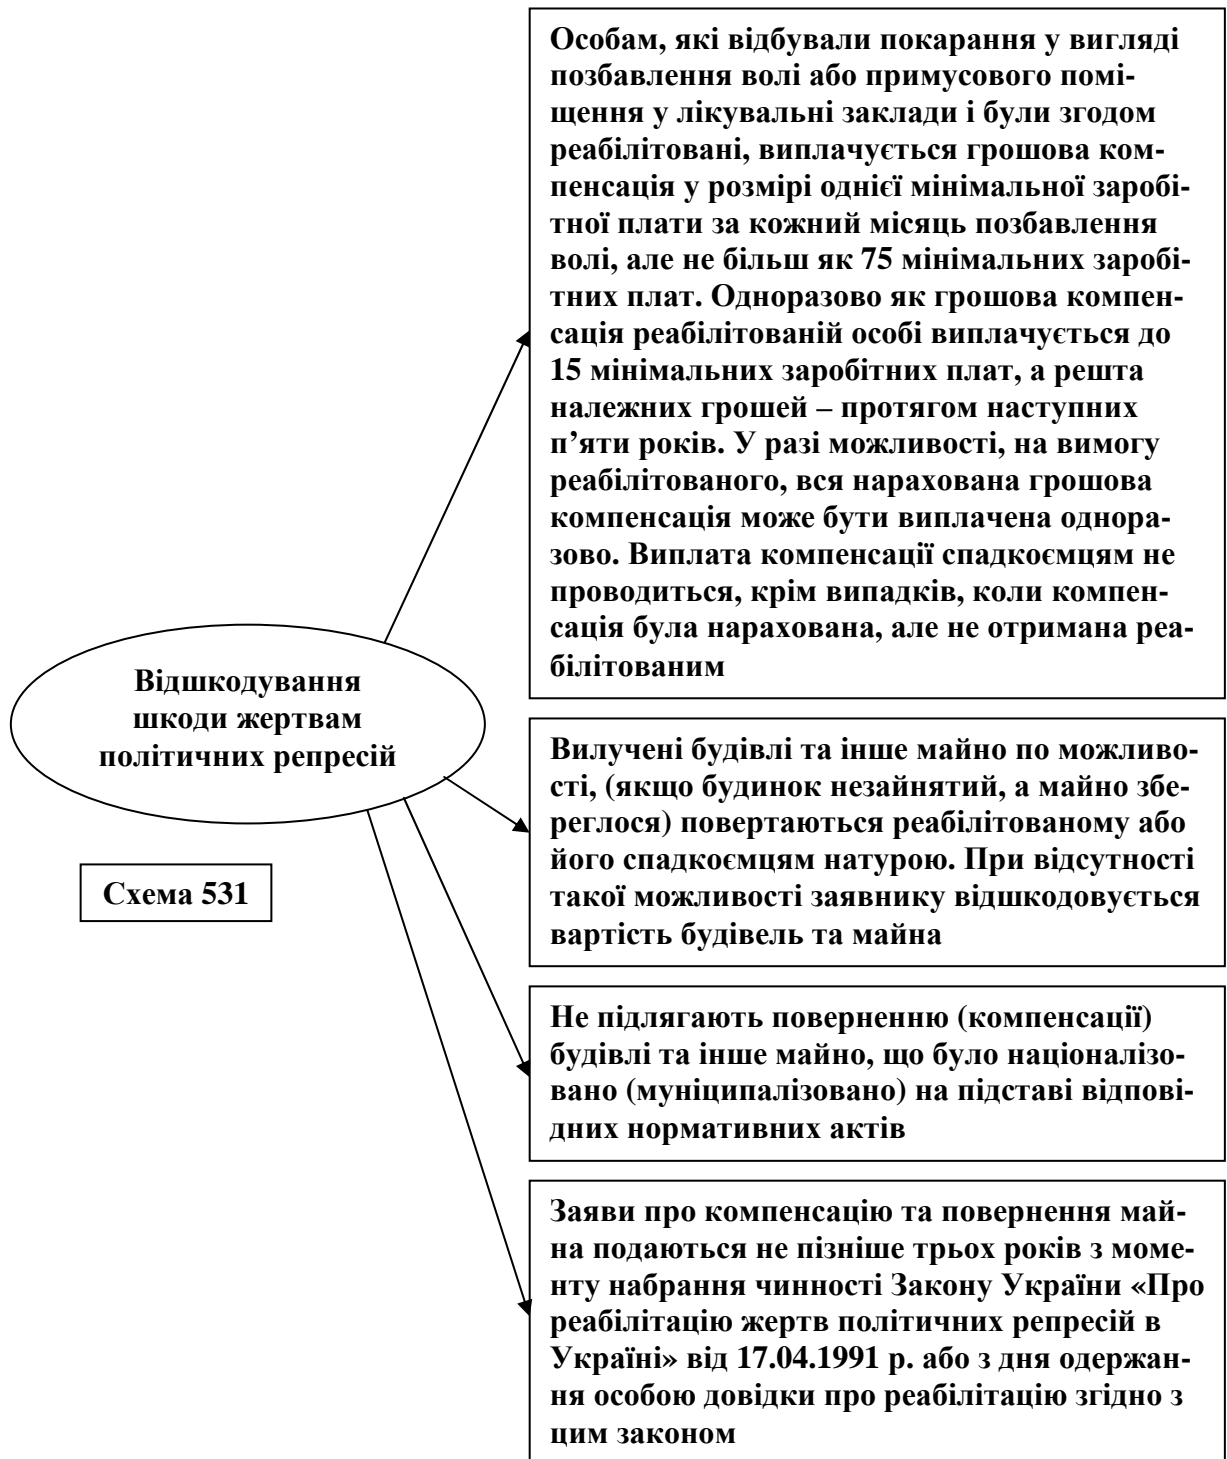 Особам, які відбували покарання у вигляді
позбавлення волі або примусового помі-
щення у лікувальні заклади і були згодом
реабілітовані, виплачується грошова ком-
пенсація у розмірі однієї мінімальної заробі-
тної плати за кожний місяць позбавлення
волі, але не більш як 75 мінімальних заробі-
тних плат. Одноразово як грошова компен-
сація реабілітованій особі виплачується до
15 мінімальних заробітних плат, а решта
належних грошей – протягом наступних
п’яти років. У разі можливості, на вимогу
реабілітованого, вся нарахована грошова
компенсація може бути виплачена однора-
зово. Виплата компенсації спадкоємцям не
проводиться, крім випадків, коли компен-
сація була нарахована, але не отримана реа-
білітованим
Відшкодування
шкоди жертвам
політичних репресій
Схема 531
Вилучені будівлі та інше майно по можливо-
сті, (якщо будинок незайнятий, а майно збе-
реглося) повертаються реабілітованому або
його спадкоємцям натурою. При відсутності
такої можливості заявнику відшкодовується
вартість будівель та майна
Не підлягають поверненню (компенсації)
будівлі та інше майно, що було націоналізо-
вано (муніципалізовано) на підставі відпові-
дних нормативних актів
Заяви про компенсацію та повернення май-
на подаються не пізніше трьох років з моме-
нту набрання чинності Закону України «Про
реабілітацію жертв політичних репресій в
Україні» від 17.04.1991 р. або з дня одержан-
ня особою довідки про реабілітацію згідно з
цим законом